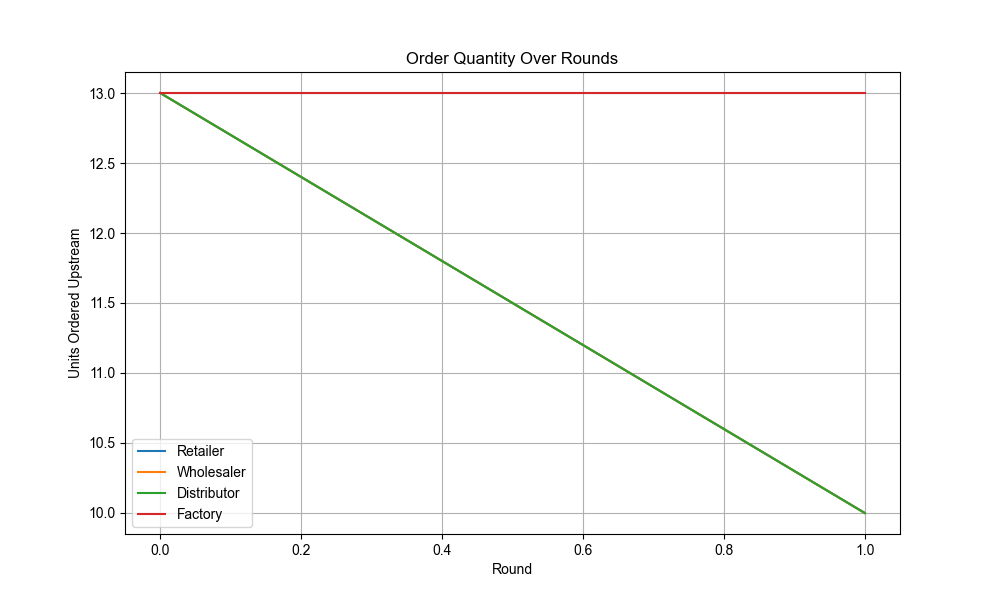 Order Quantity Over Rounds
Units Ordered Upstream
13.0
12.5
12.0
11.5
11.0
10.5
10.0
Retailer
Wholesaler
Distributor
Factory
0.0 0.2 0.4 0.6 0.8 1.0
Round